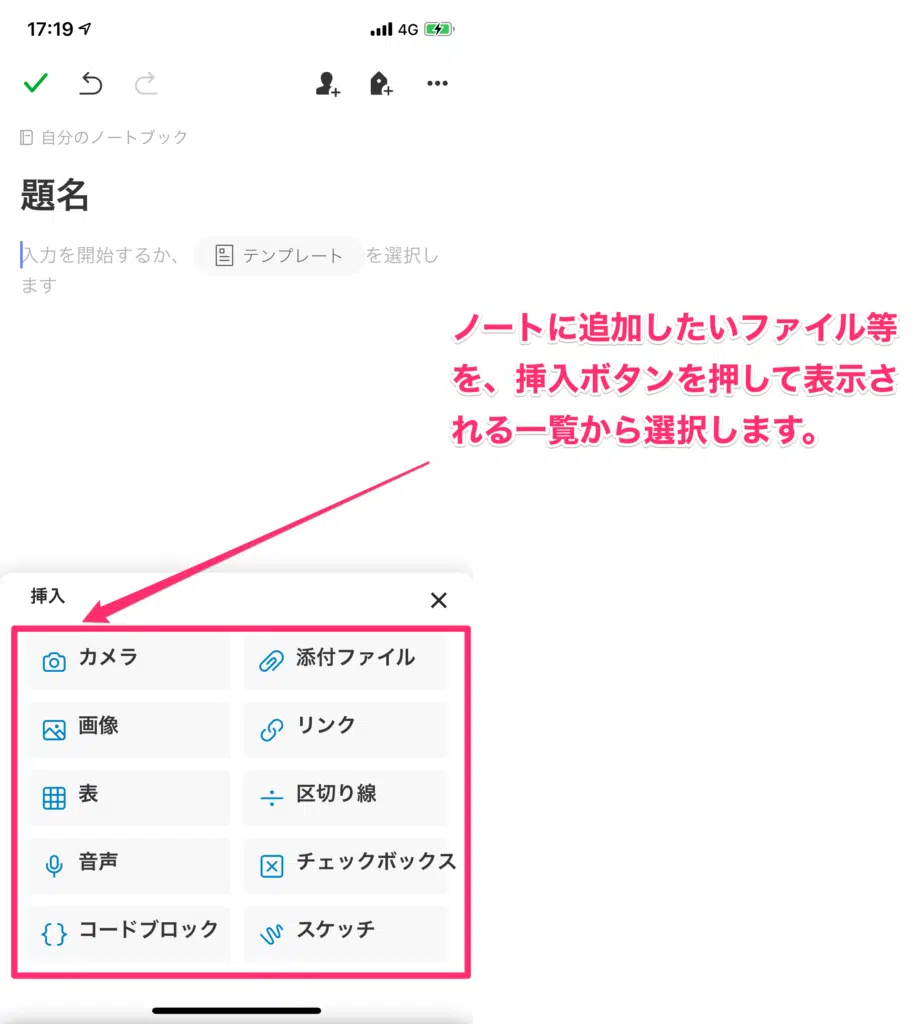 17:19
4G
自分のノートブック
題名
入力を開始するか、 テンプレート を選択し
ます
ノートに追加したいファイル等
を、挿入ボタンを押して表示さ
れる一覧から選択します。
挿入
カメラ
添付ファイル
画像
リンク
表
区切り線
音声
チェックボックス
コードブロック
スケッチ